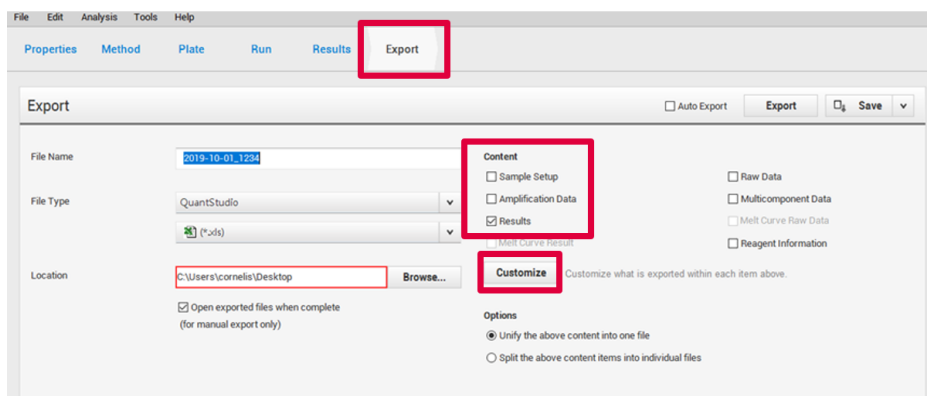 File Edit Analysis Tools Help
Properties Method Plate Run Results Export
Export Auto Export Export Save
File Name 2019-10-01_1234 Content
Sample Setup Raw Data
File Type QuantStudio Amplification Data Multicomponent Data
(*.xls) Results Melt Curve Raw Data
Melt Curve Result Reagent Information
Location C:\Users\cornelis\Desktop Browse... Customize Customize what is exported within each item above.
Open exported files when complete
(for manual export only) Options
Unify the above content into one file
Split the above content items into individual files